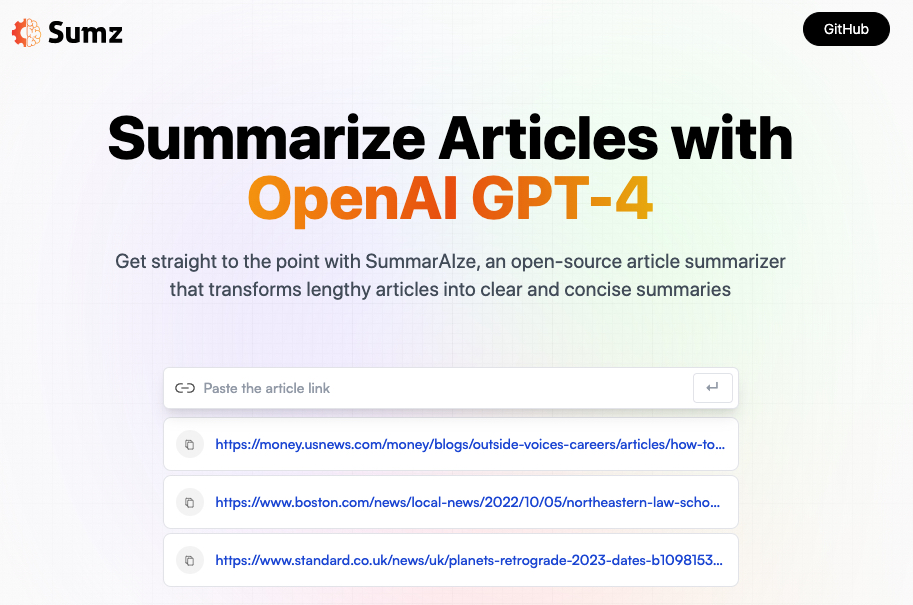 Sumz
GitHub
Summarize Articles with
OpenAI GPT-4
Get straight to the point with SummarAIze, an open-source article summarizer
that transforms lengthy articles into clear and concise summaries
Paste the article link
https://money.usnews.com/money/blogs/outside-voices-careers/articles/how-to...
https://www.boston.com/news/local-news/2022/10/05/northeastern-law-scho...
https://www.standard.co.uk/news/uk/planets-retrograde-2023-dates-b1098153...